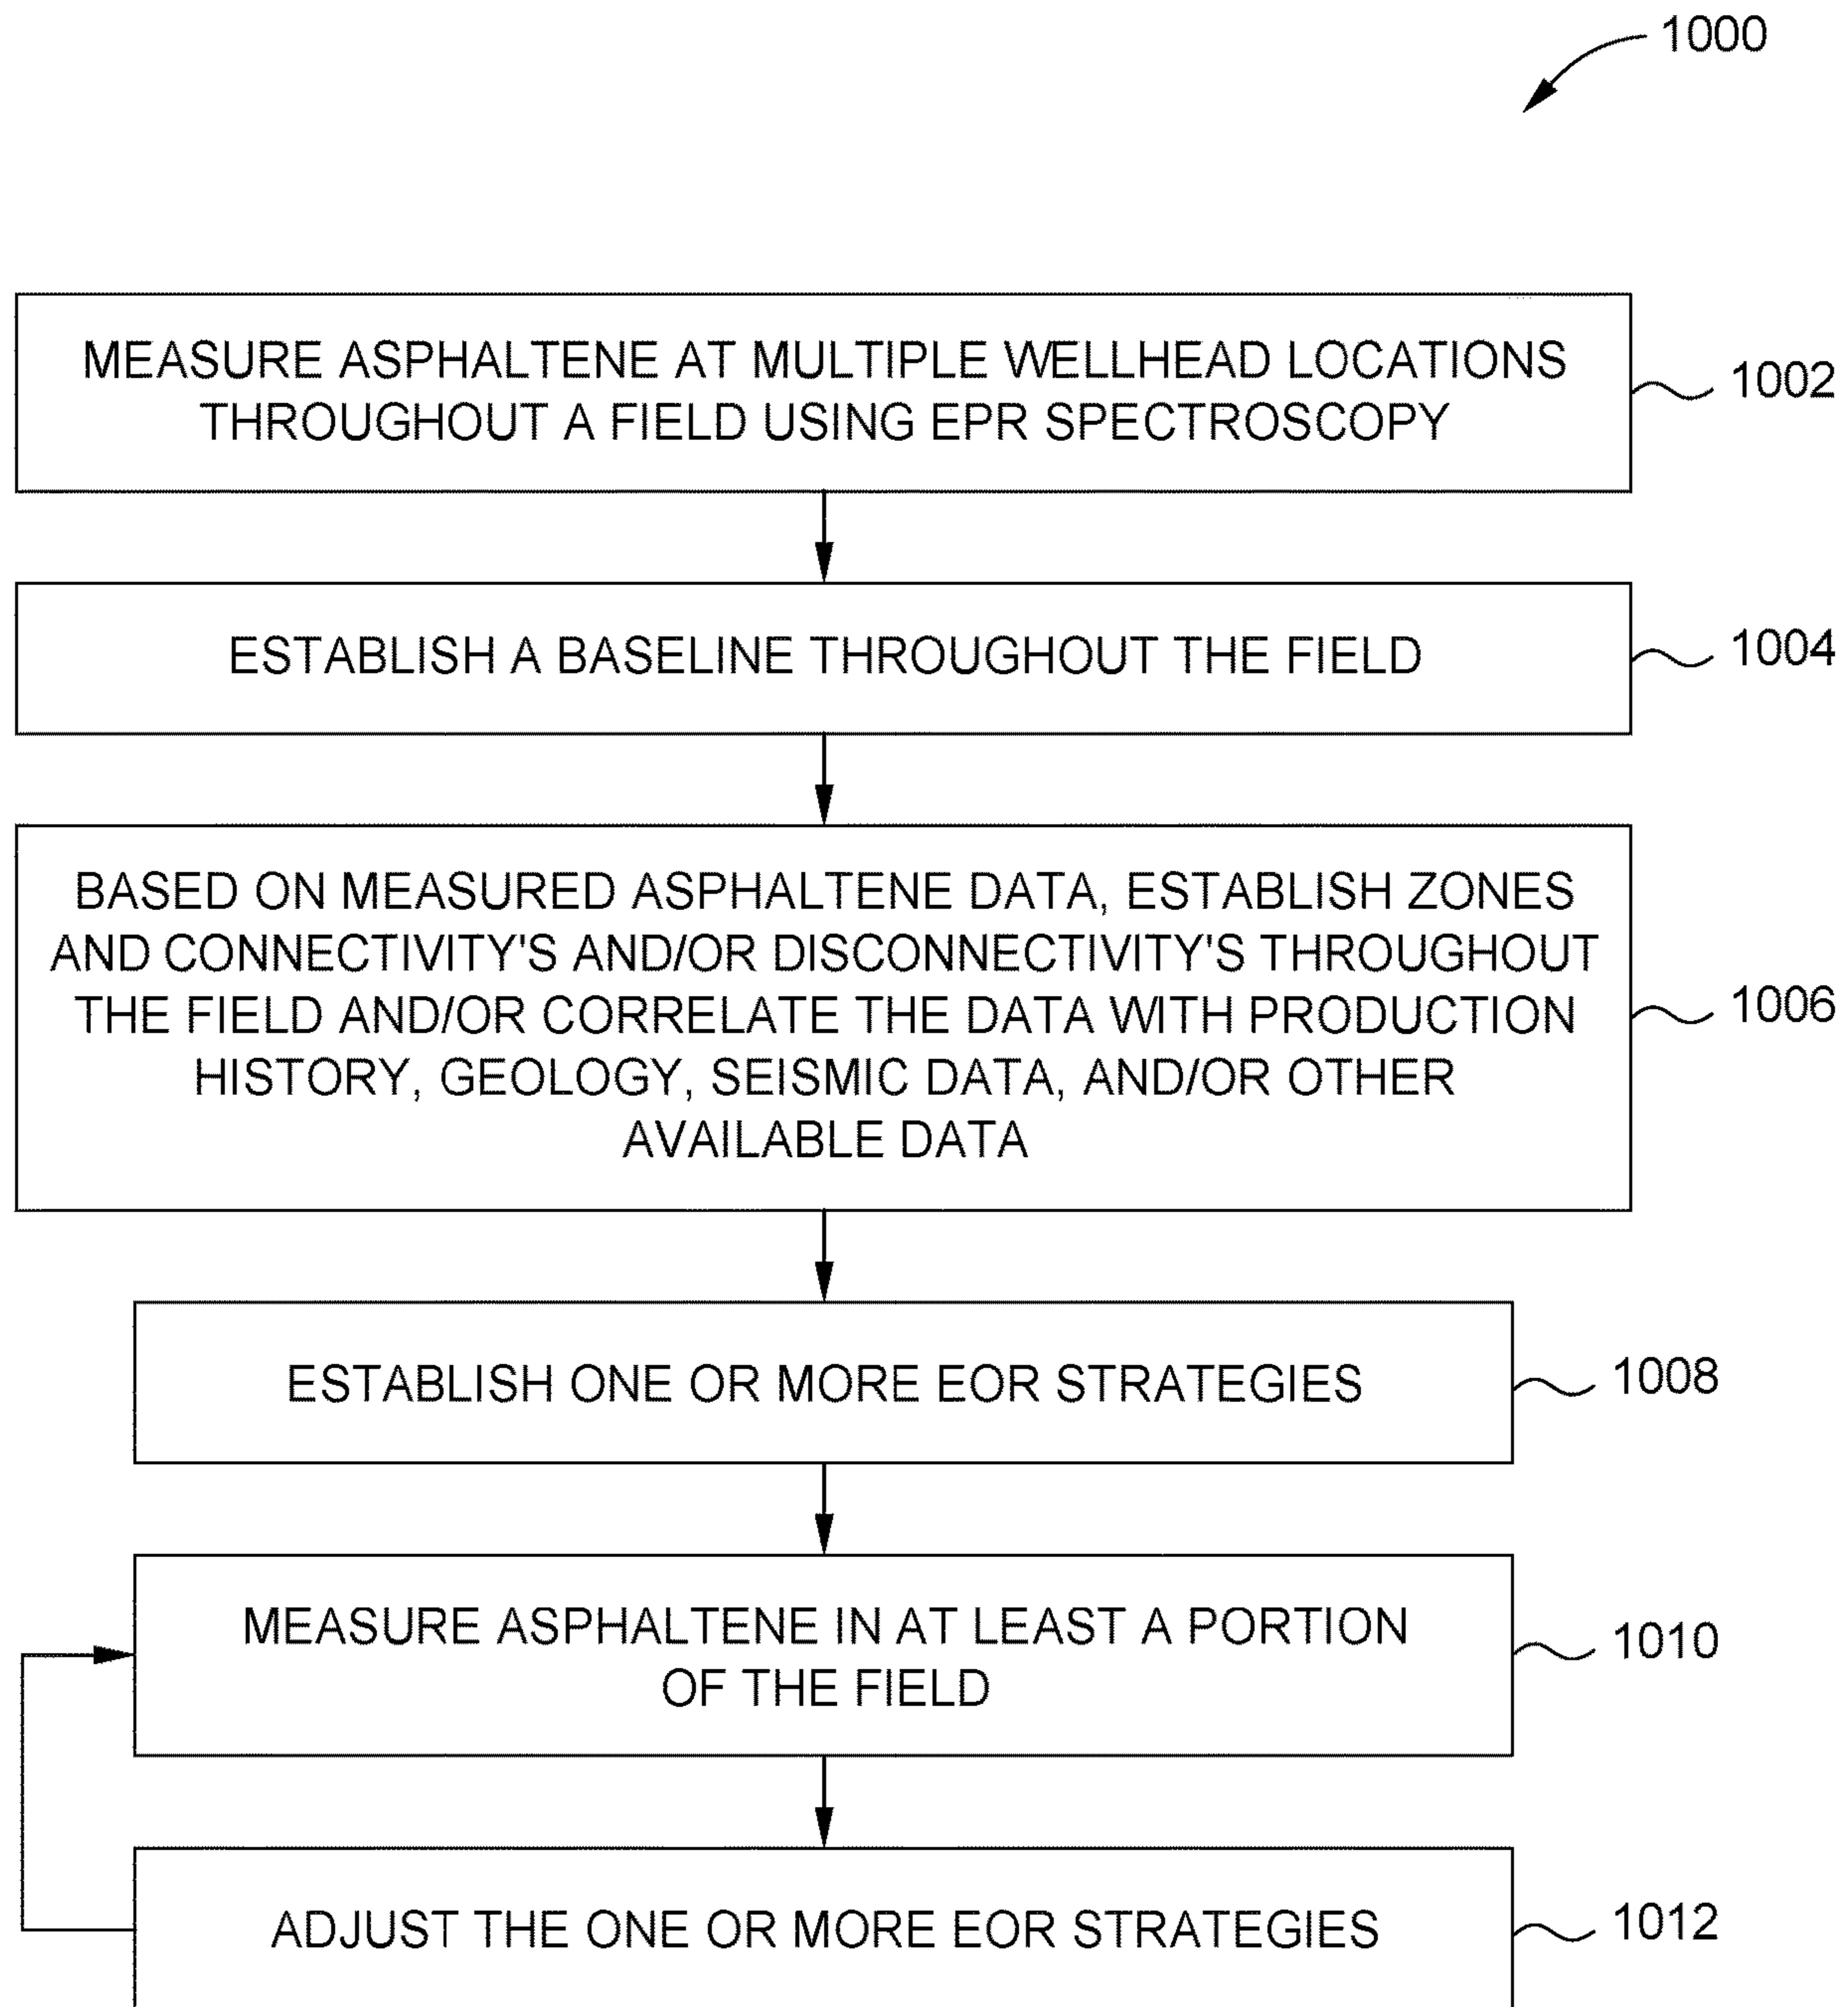 1000
MEASURE ASPHALTENE AT MULTIPLE WELLHEAD LOCATIONS
THROUGHOUT A FIELD USING EPR SPECTROSCOPY
1002
ESTABLISH A BASELINE THROUGHOUT THE FIELD
1004
BASED ON MEASURED ASPHALTENE DATA, ESTABLISH ZONES
AND CONNECTIVITY'S AND/OR DISCONNECTIVITY'S THROUGHOUT
THE FIELD AND/OR CORRELATE THE DATA WITH PRODUCTION
HISTORY, GEOLOGY, SEISMIC DATA, AND/OR OTHER
AVAILABLE DATA
1006
ESTABLISH ONE OR MORE EOR STRATEGIES
1008
MEASURE ASPHALTENE IN AT LEAST A PORTION
OF THE FIELD
1010
ADJUST THE ONE OR MORE EOR STRATEGIES
1012